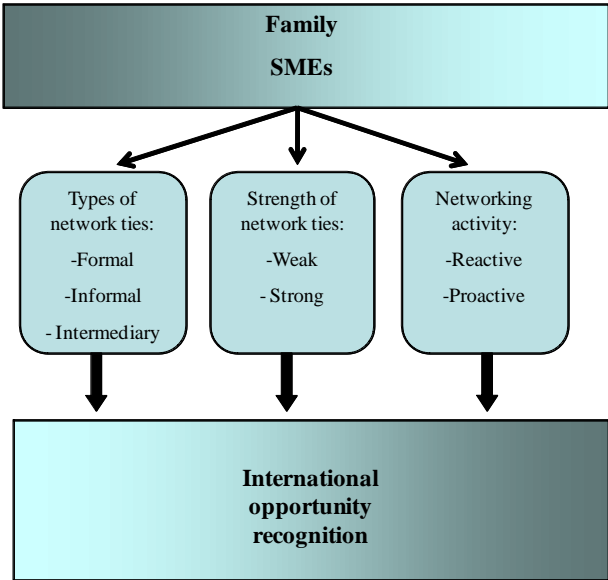 Family
SMEs
Types of
network ties:
-Formal
-Informal
- Intermediary
Strength of
network ties:
-Weak
- Strong
Networking
activity:
-Reactive
-Proactive
International
opportunity
recognition